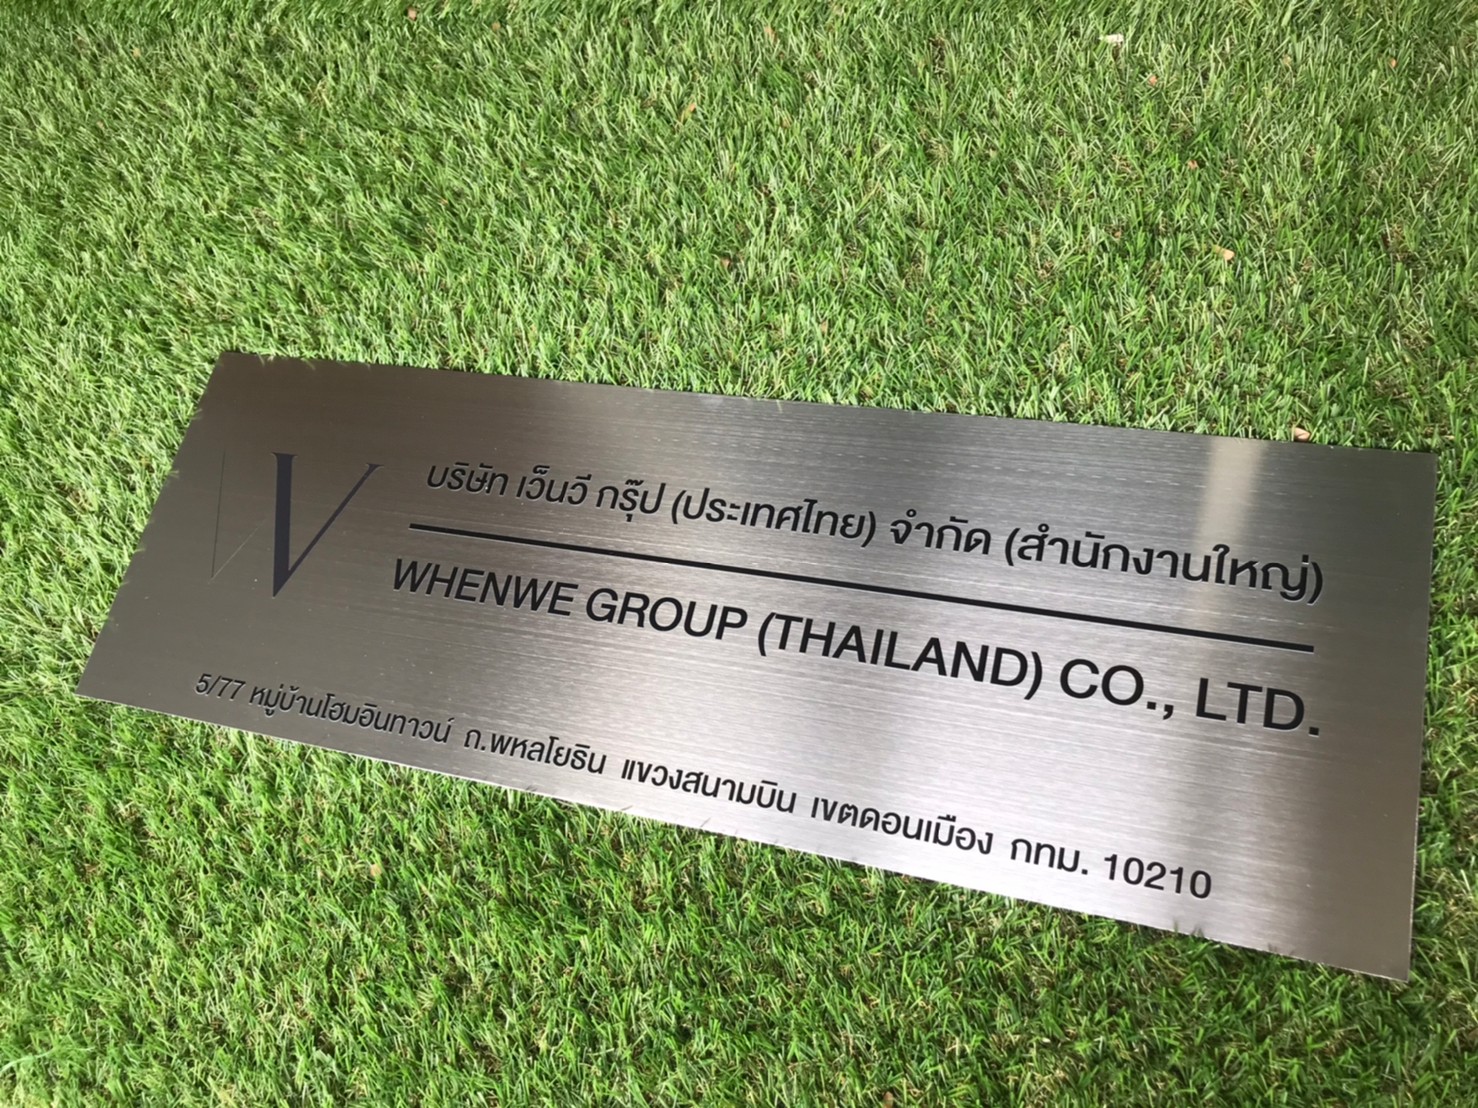 W
บริษัท เว็นวี กรุ๊ป (ประเทศไทย) จำกัด (สำนักงานใหญ่)
WHENWE GROUP (THAILAND) CO., LTD.
5/77 หมู่บ้านโฮมอินทาวน์ ถ.พหลโยธิน แขวงสนามบิน เขตดอนเมือง กทม. 10210